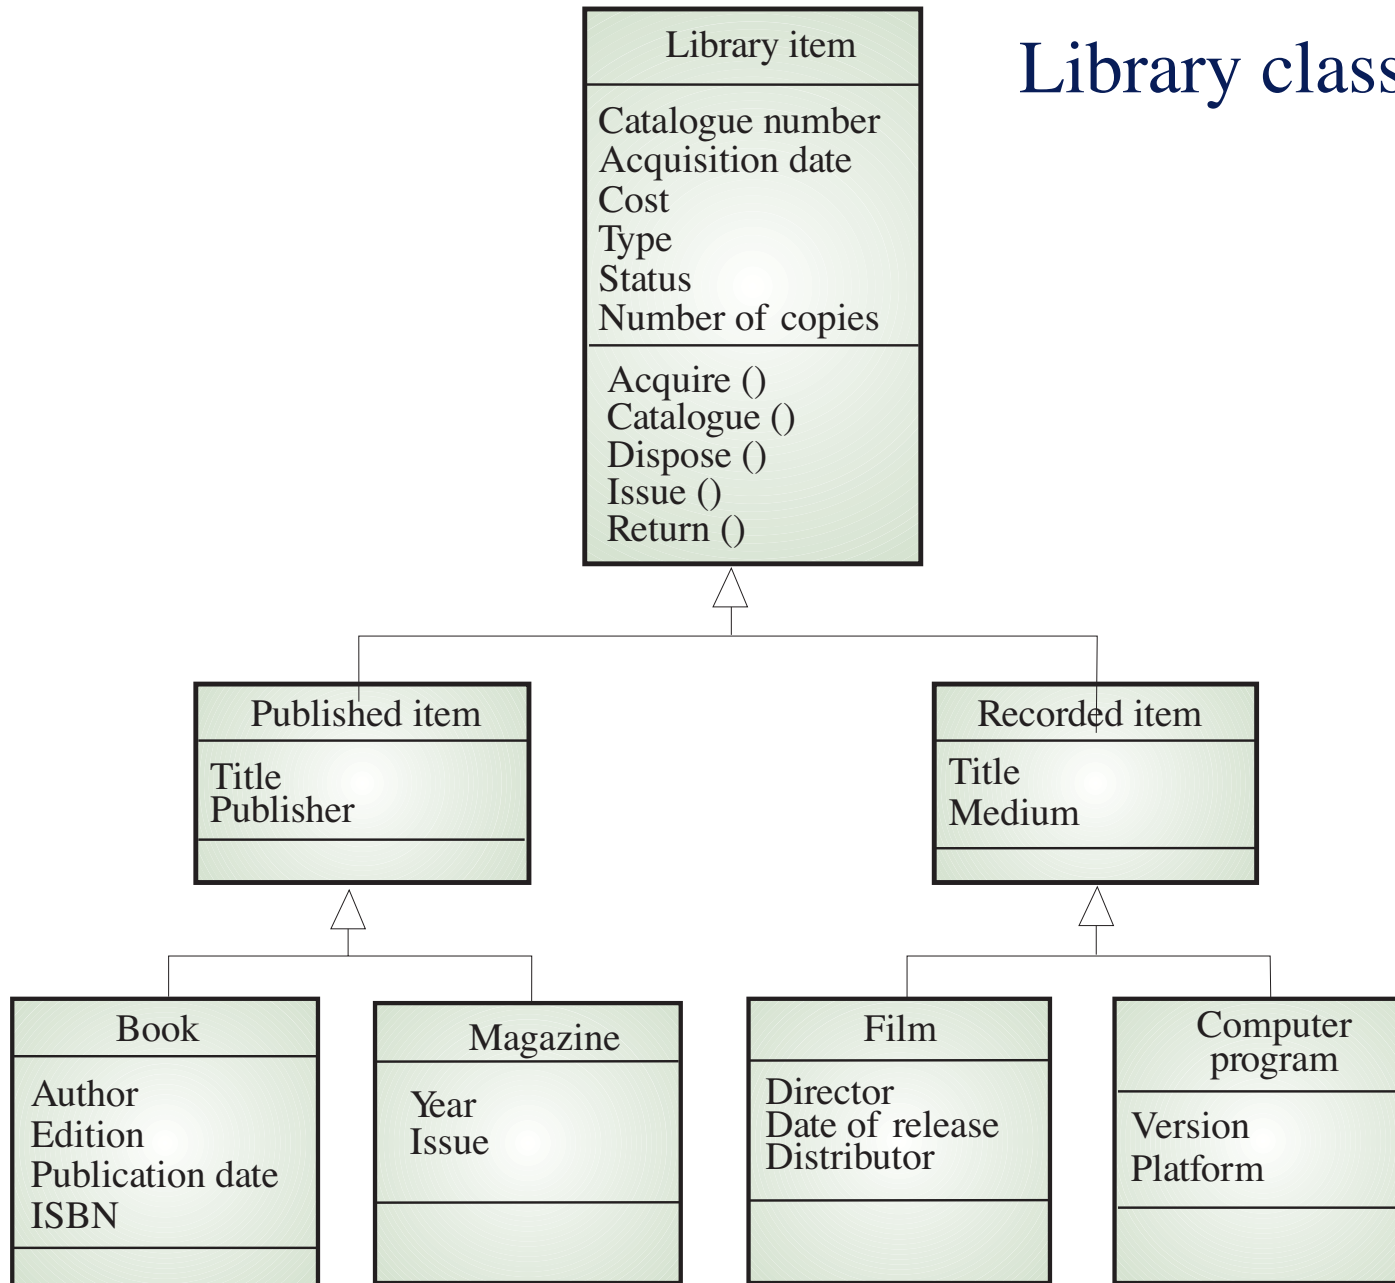 Library class
Library item
Catalogue number
Acquisition date
Cost
Type
Status
Number of copies
Acquire ()
Catalogue ()
Dispose ()
Issue ()
Return ()
Published item
Title
Publisher
Recorded item
Title
Medium
Book
Author
Edition
Publication date
ISBN
Magazine
Year
Issue
Film
Director
Date of release
Distributor
Computer
program
Version
Platform